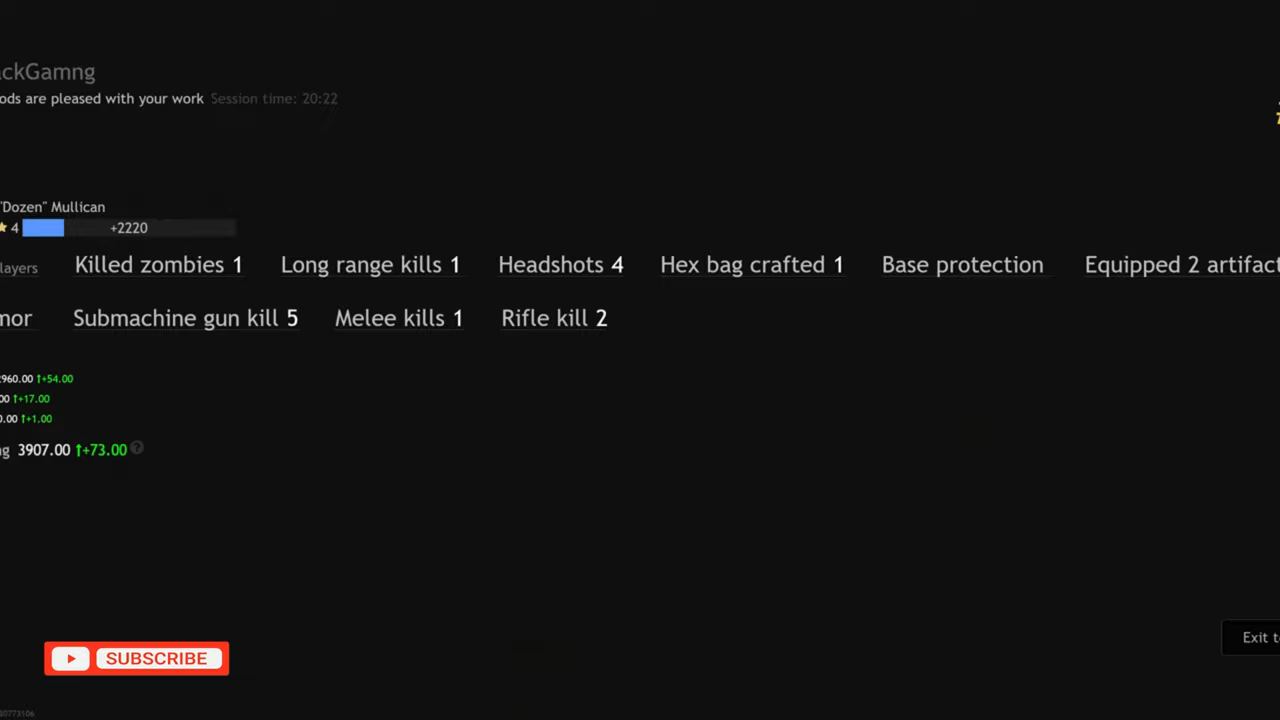 ackGamng
ods are pleased with your work Session time: 20:22
"Dozen" Mullican
4 +2220
layers Killed zombies 1 Long range kills 1 Headshots 4 Hex bag crafted 1 Base protection Equipped 2 artifact
mor Submachine gun kill 5 Melee kills 1 Rifle kill 2
2960.00 ↑+54.00
00 ↑+17.00
0.00 ↑+1.00
g 3907.00 ↑+73.00 ?
Exit to
SUBSCRIBE